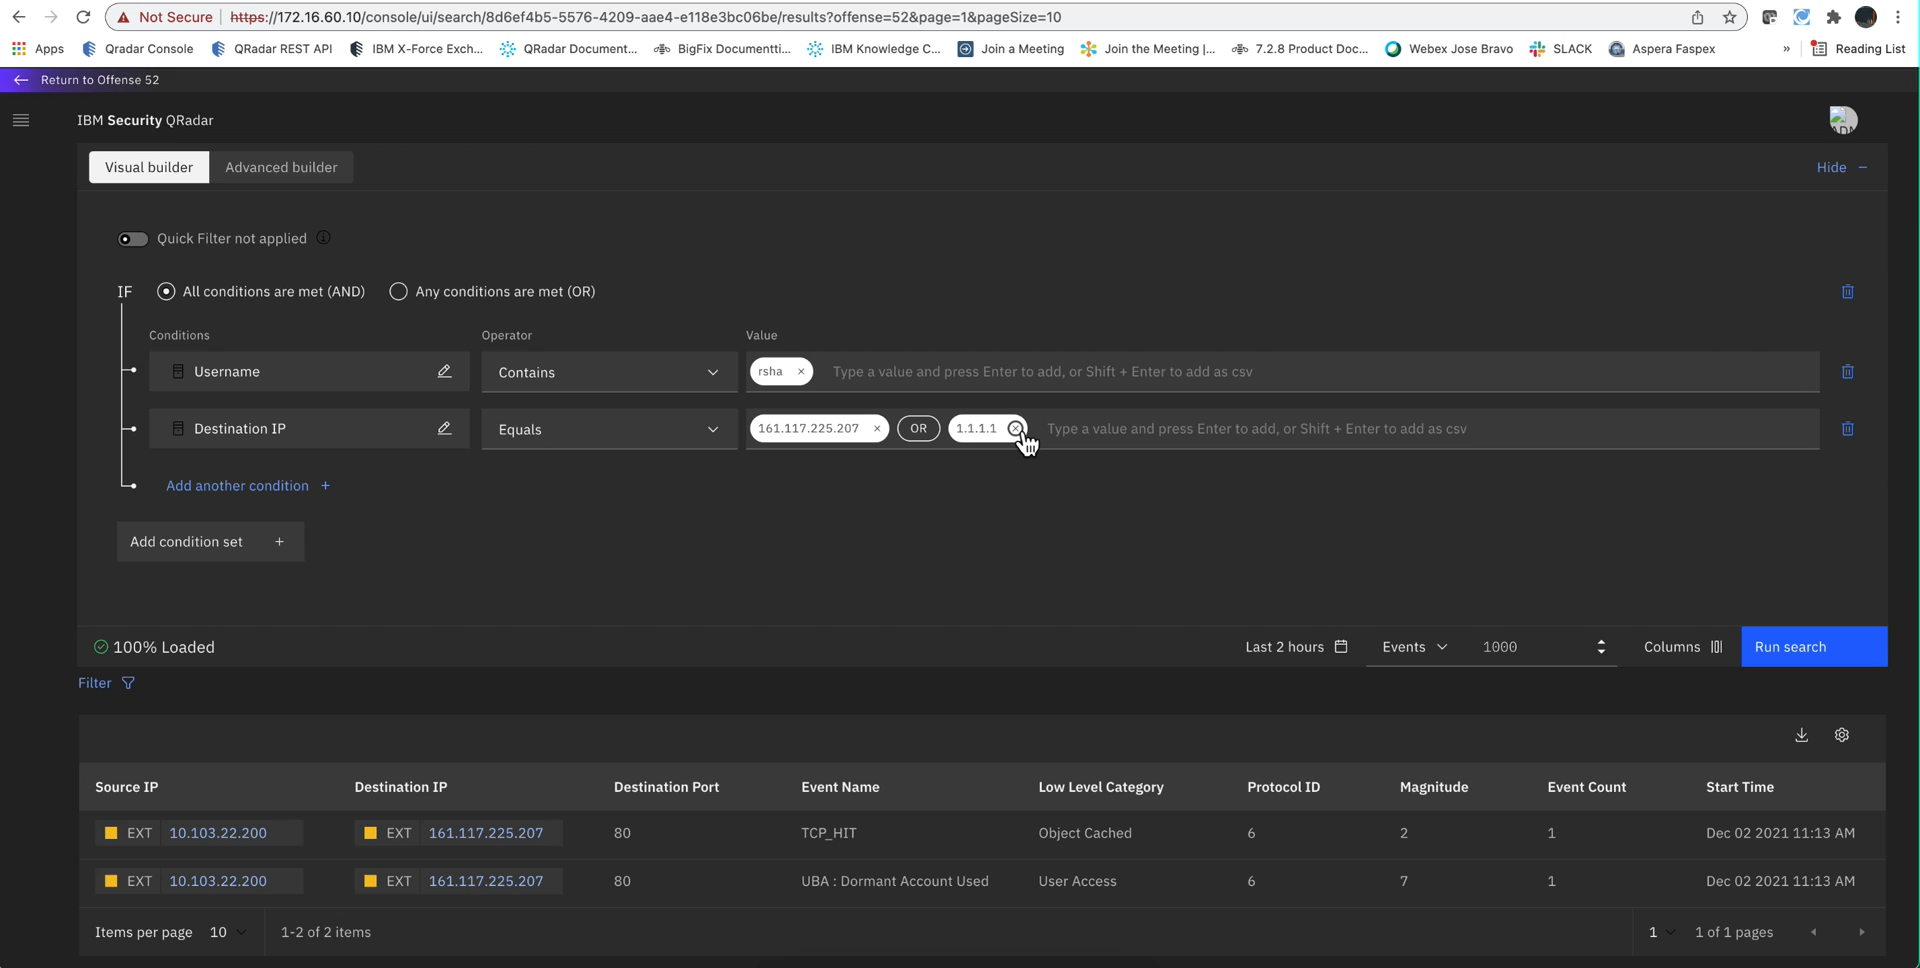 Not Secure https://172.16.60.10/console/ui/search/8d6ef4b5-5576-4209-aae4-e118e3bc06be/results?offense=52&page=1&pageSize=10
Apps Qradar Console QRadar REST API IBM X-Force Exch... QRadar Document... BigFix Documentti... IBM Knowledge C... Join a Meeting Join the Meeting |... 7.2.8 Product Doc... Webex Jose Bravo SLACK Aspera Faspex » Reading List
Return to Offense 52
IBM Security QRadar
Visual builder Advanced builder Hide
Quick Filter not applied
IF All conditions are met (AND) Any conditions are met (OR)
Conditions Operator Value
Username Contains rsha × Type a value and press Enter to add, or Shift + Enter to add as csv
Destination IP Equals 161.117.225.207 × OR 1.1.1.1 × Type a value and press Enter to add, or Shift + Enter to add as csv
Add another condition +
Add condition set +
100% Loaded Last 2 hours Events 1000 Columns Run search
Filter
Source IP Destination IP Destination Port Event Name Low Level Category Protocol ID Magnitude Event Count Start Time
EXT 10.103.22.200 EXT 161.117.225.207 80 TCP_HIT Object Cached 6 2 1 Dec 02 2021 11:13 AM
EXT 10.103.22.200 EXT 161.117.225.207 80 UBA : Dormant Account Used User Access 6 7 1 Dec 02 2021 11:13 AM
Items per page 10 1-2 of 2 items 1 1 of 1 pages